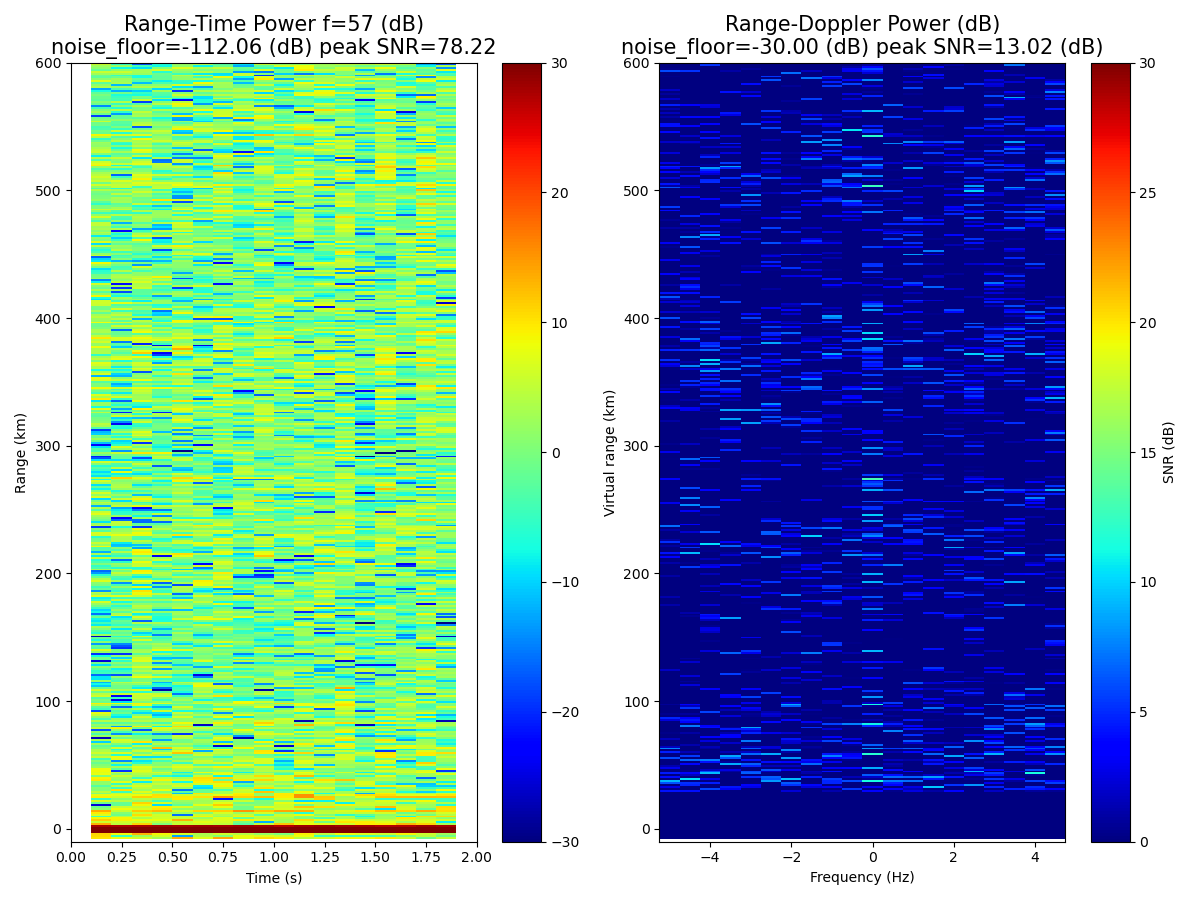 Range-Time Power f=57 (dB)
noise_floor=-112.06 (dB) peak SNR=78.22
Range-Doppler Power (dB)
noise_floor=-30.00 (dB) peak SNR=13.02 (dB)
600
500
400
300
200
100
0
Range (km)
0.00 0.25 0.50 0.75 1.00 1.25 1.50 1.75 2.00
Time (s)
30
20
10
0
−10
−20
−30
600
500
400
300
200
100
0
Virtual range (km)
−4 −2 0 2 4
Frequency (Hz)
30
25
20
15
10
5
0
SNR (dB)